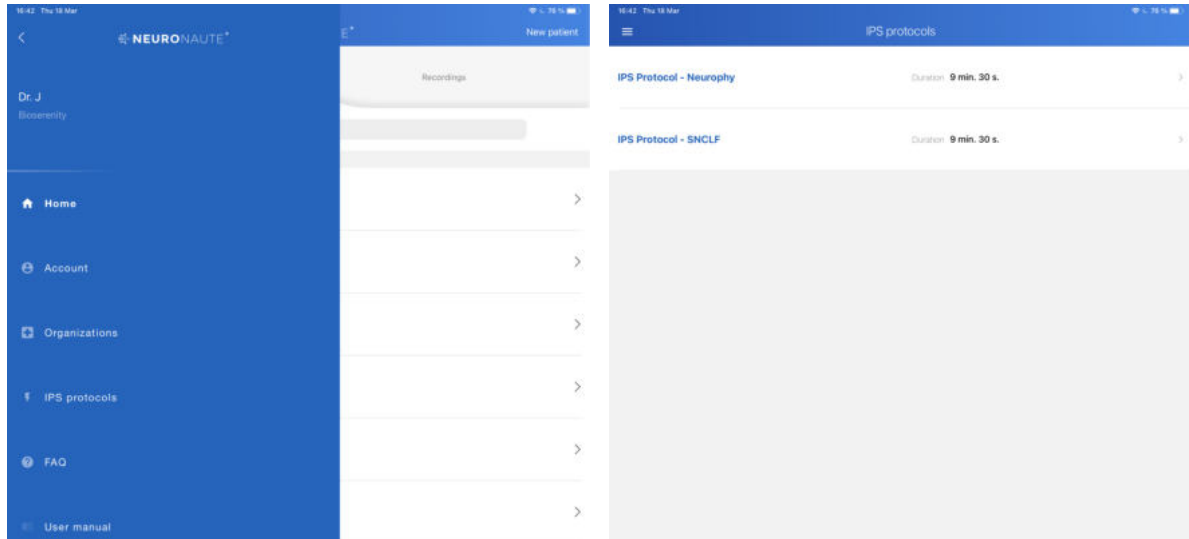 16:42 Thu 18 Mar
76 %
NEURONAUTE+
E+
New patient
Dr. J
Bioserenity
Recordings
Home
Account
Organizations
IPS protocols
FAQ
User manual
16:42 Thu 18 Mar
76 %
IPS protocols
IPS Protocol - Neurophy
Duration 9 min. 30 s.
IPS Protocol - SNCLF
Duration 9 min. 30 s.